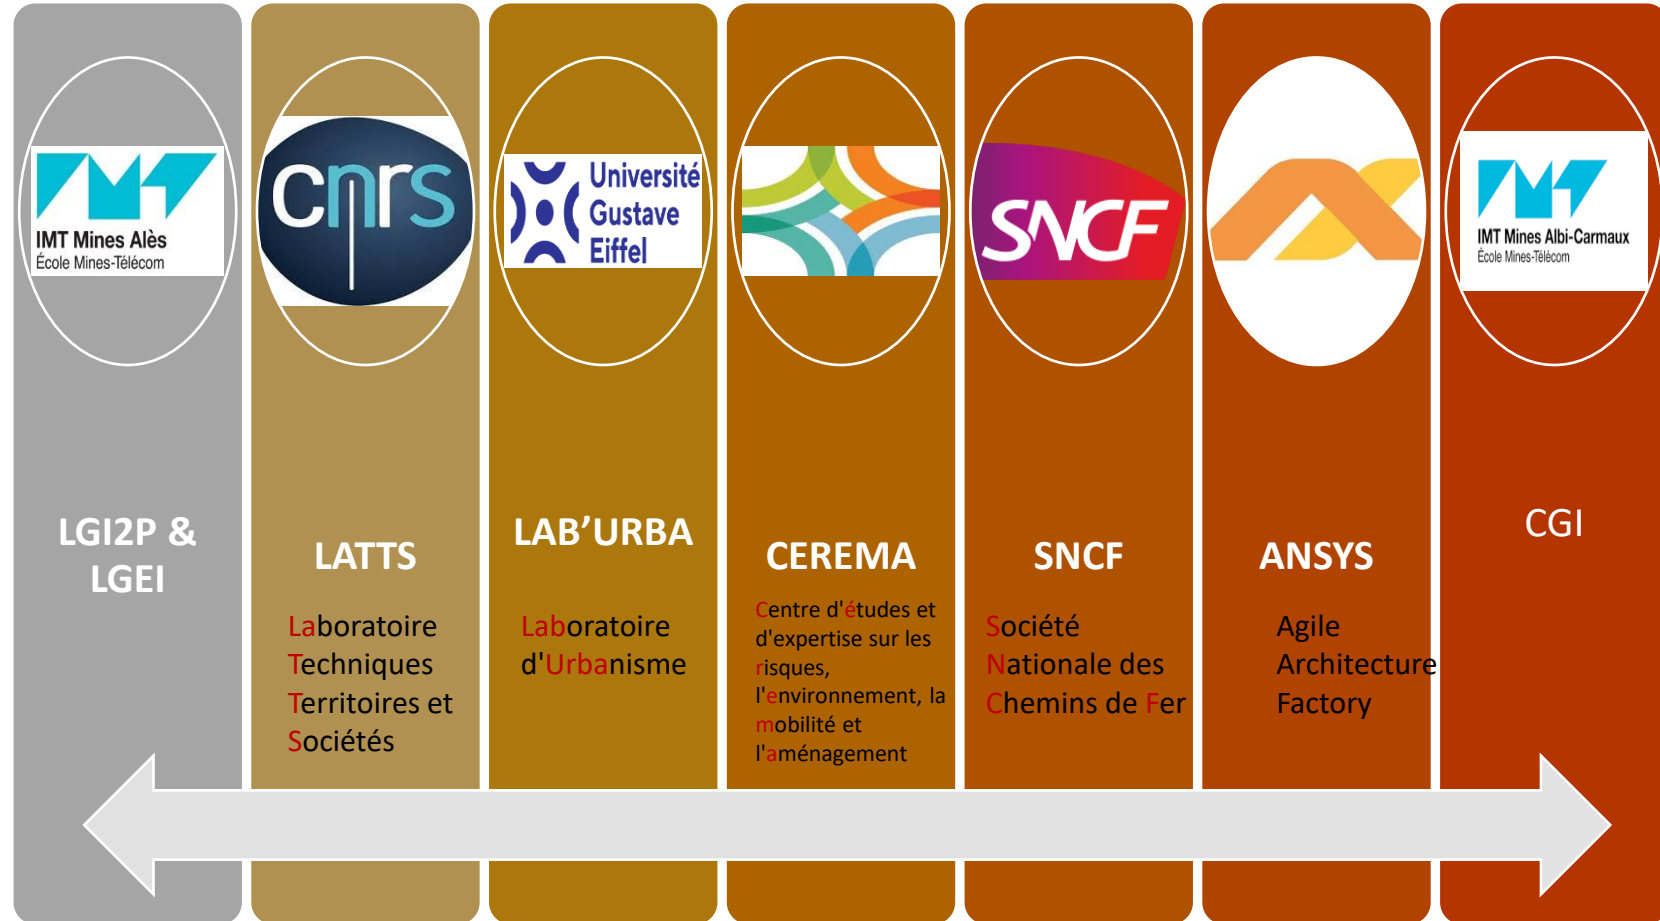 IMT Mines Alès
École Mines-Télécom
LGI2P &
LGEI
cnrs
LATTS
Laboratoire
Techniques
Territoires et
Sociétés
Université
Gustave
Eiffel
LAB’URBA
Laboratoire
d'Urbanisme
CEREMA
Centre d'études et
d'expertise sur les
risques,
l'environnement, la
mobilité et
l'aménagement
SNCF
SNCF
Société
Nationale des
Chemins de Fer
ANSYS
Agile
Architecture
Factory
IMT Mines Albi-Carmaux
École Mines-Télécom
CGI